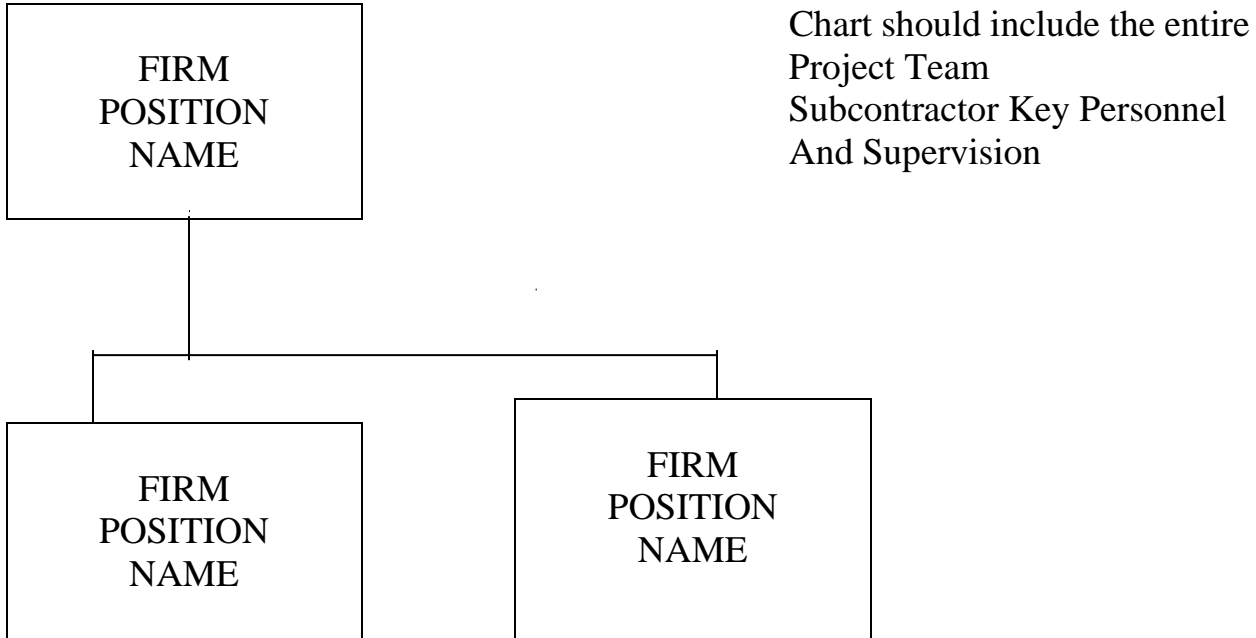 FIRM
POSITION
NAME
Chart should include the entire
Project Team
Subcontractor Key Personnel
And Supervision
FIRM
POSITION
NAME
FIRM
POSITION
NAME